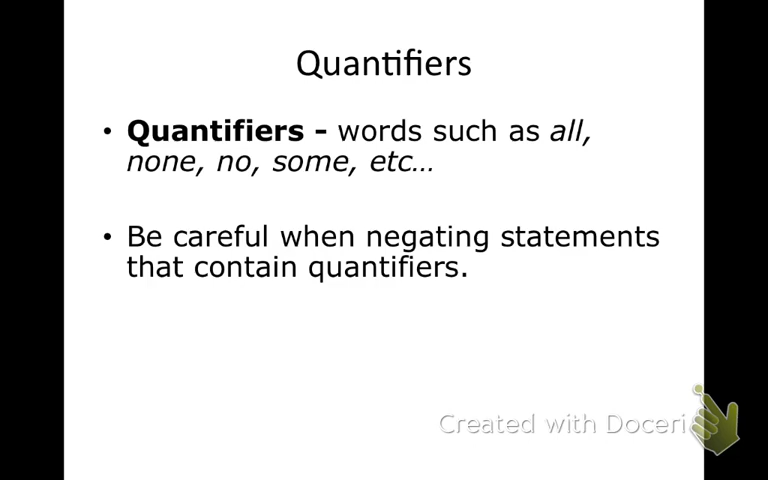 Quantifiers
• Quantifiers - words such as all,
none, no, some, etc...
• Be careful when negating statements
that contain quantifiers.
Created with Doceri